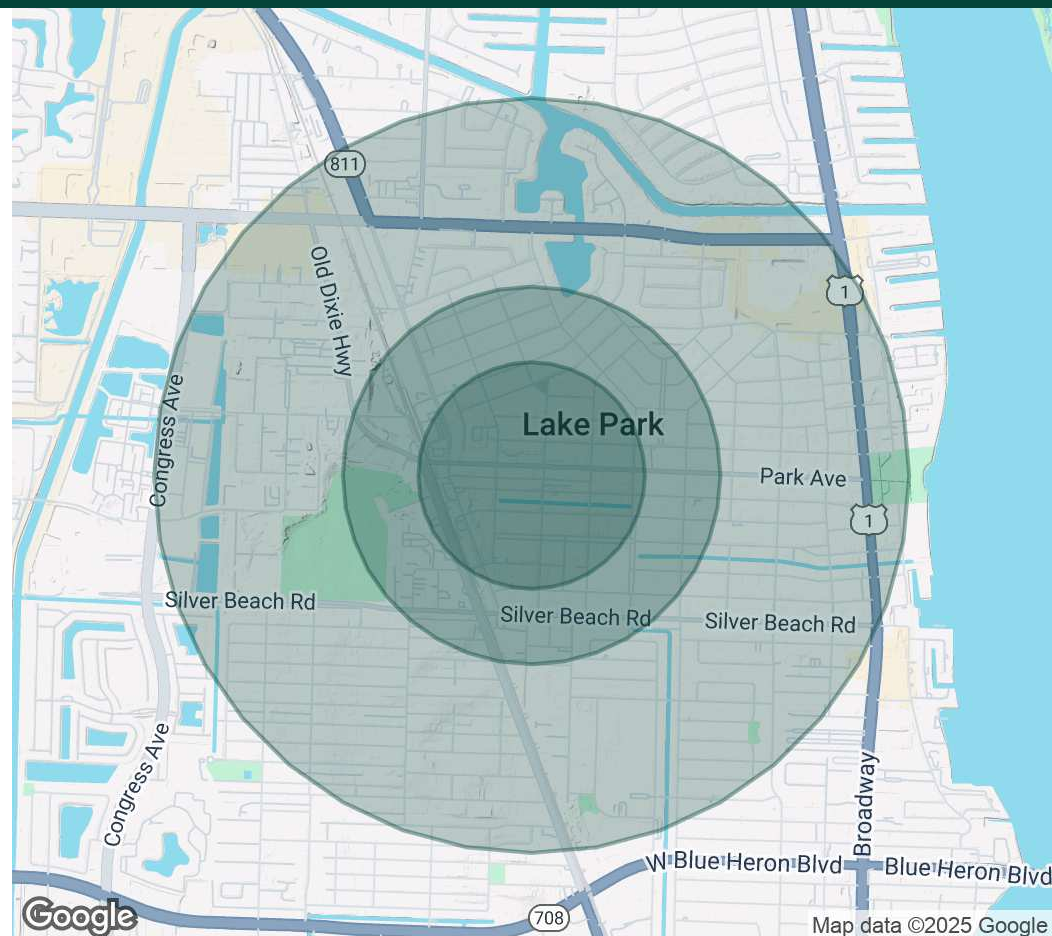 811
Old Dixie Hwy
1
Congress Ave
Lake Park
Park Ave
1
Silver Beach Rd
Silver Beach Rd
Silver Beach Rd
Congress Ave
Broadway
W Blue Heron Blvd
Blue Heron Blvd
708
Google
Map data ©2025 Google